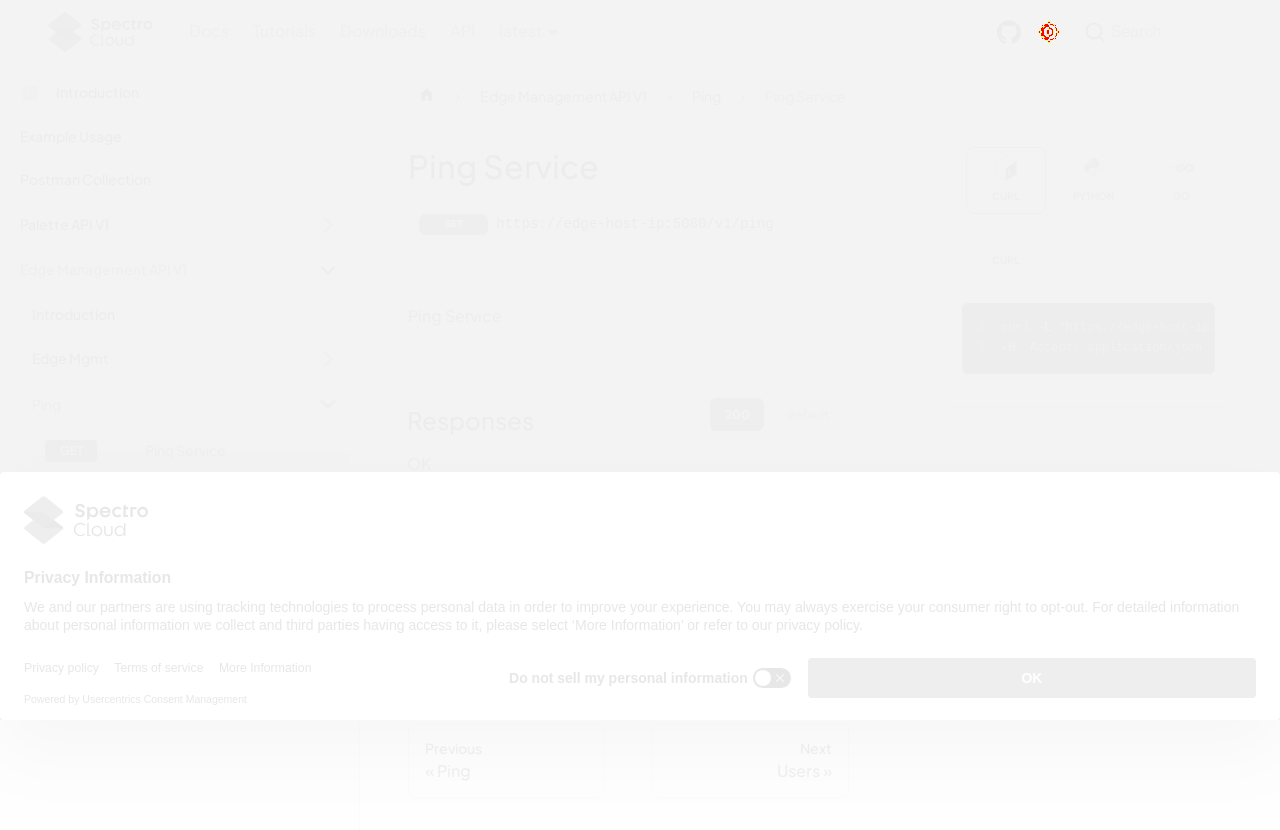 Spectro
Cloud
Docs Tutorials Downloads API latest
Search
Introduction
Example Usage
Postman Collection
Palette API V1
Edge Management API V1
Introduction
Edge Mgmt
Ping
GET Ping Service
Edge Management API V1 Ping Ping Service
Ping Service
GET https://edge-host-ip:5080/v1/ping
Ping Service
Responses
200 default
OK
CURL PYTHON GO
CURL
Spectro
Cloud
Privacy Information
We and our partners are using tracking technologies to process personal data in order to improve your experience. You may always exercise your consumer right to opt-out. For detailed information
about personal information we collect and third parties having access to it, please select ‘More Information’ or refer to our privacy policy.
Privacy policy Terms of service More Information
Do not sell my personal information
OK
Powered by Usercentrics Consent Management
Previous
« Ping
Next
Users »